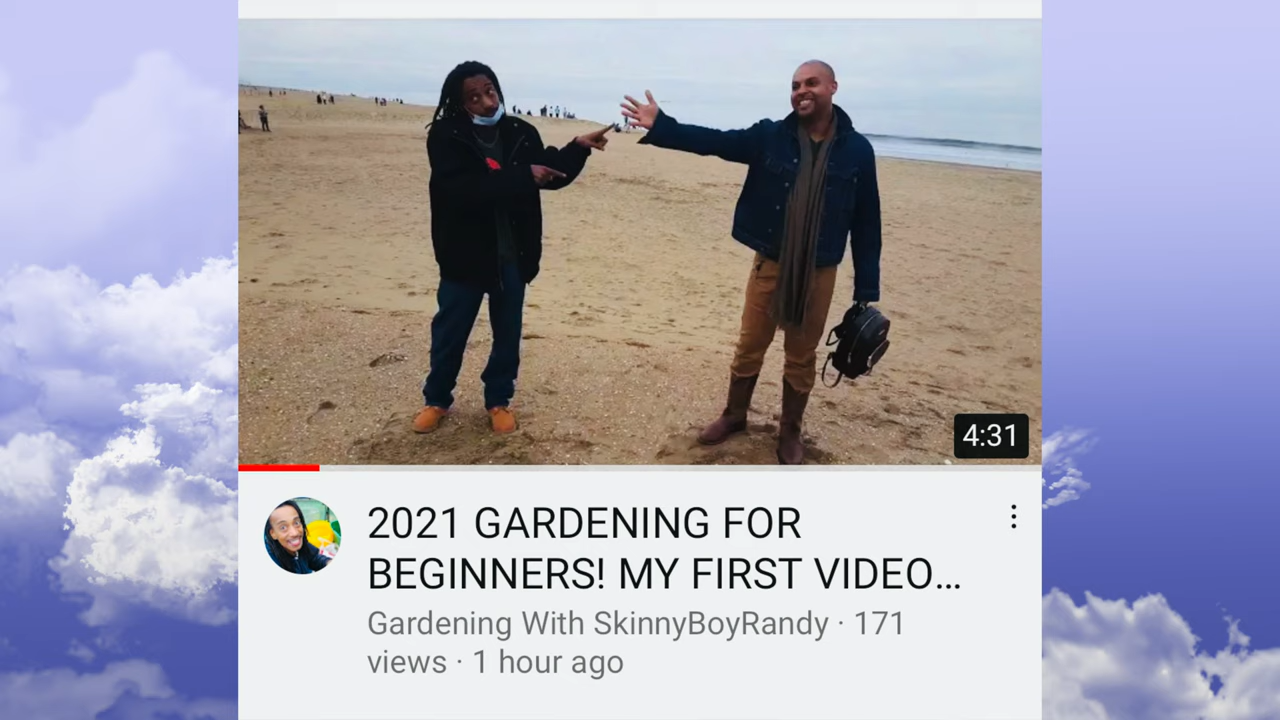 4:31
2021 GARDENING FOR
BEGINNERS! MY FIRST VIDEO...
Gardening With SkinnyBoyRandy · 171
views · 1 hour ago